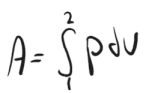 A = ∫₁² p dv